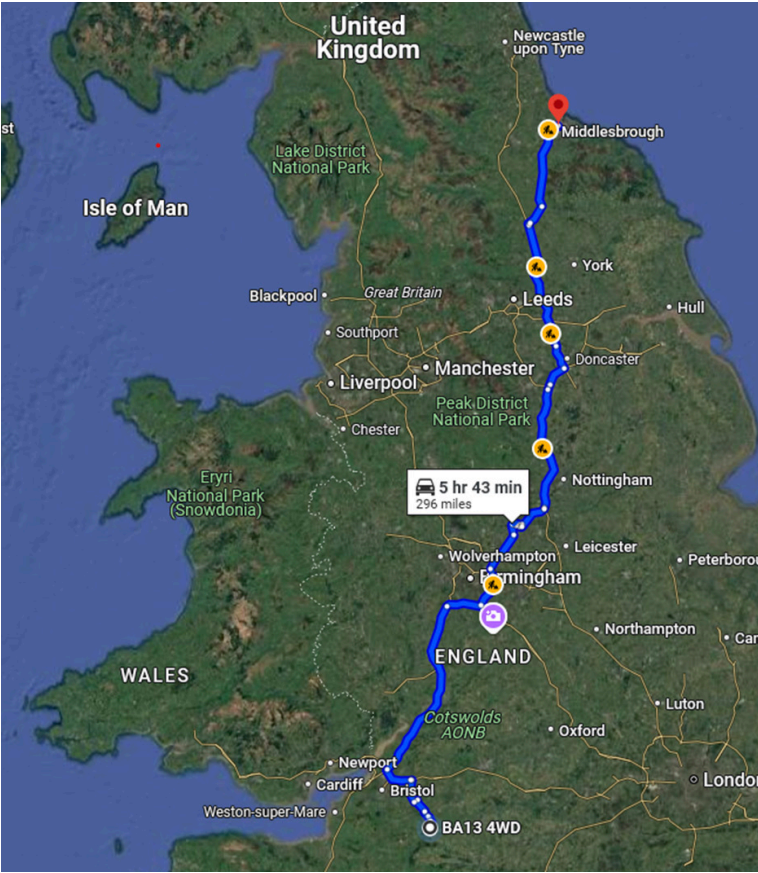 United
Kingdom
Newcastle
upon Tyne
Middlesbrough
st
Lake District
National Park
Isle of Man
York
Blackpool
Great Britain
Leeds
Hull
Southport
Doncaster
Manchester
Liverpool
Peak District
National Park
Chester
Eryri
National Park
(Snowdonia)
5 hr 43 min
296 miles
Nottingham
Wolverhampton
Leicester
Peterborou
Birmingham
Northampton
Car
ENGLAND
WALES
Luton
Cotswolds
AONB
Oxford
Newport
Cardiff
Bristol
Londo
Weston-super-Mare
BA13 4WD